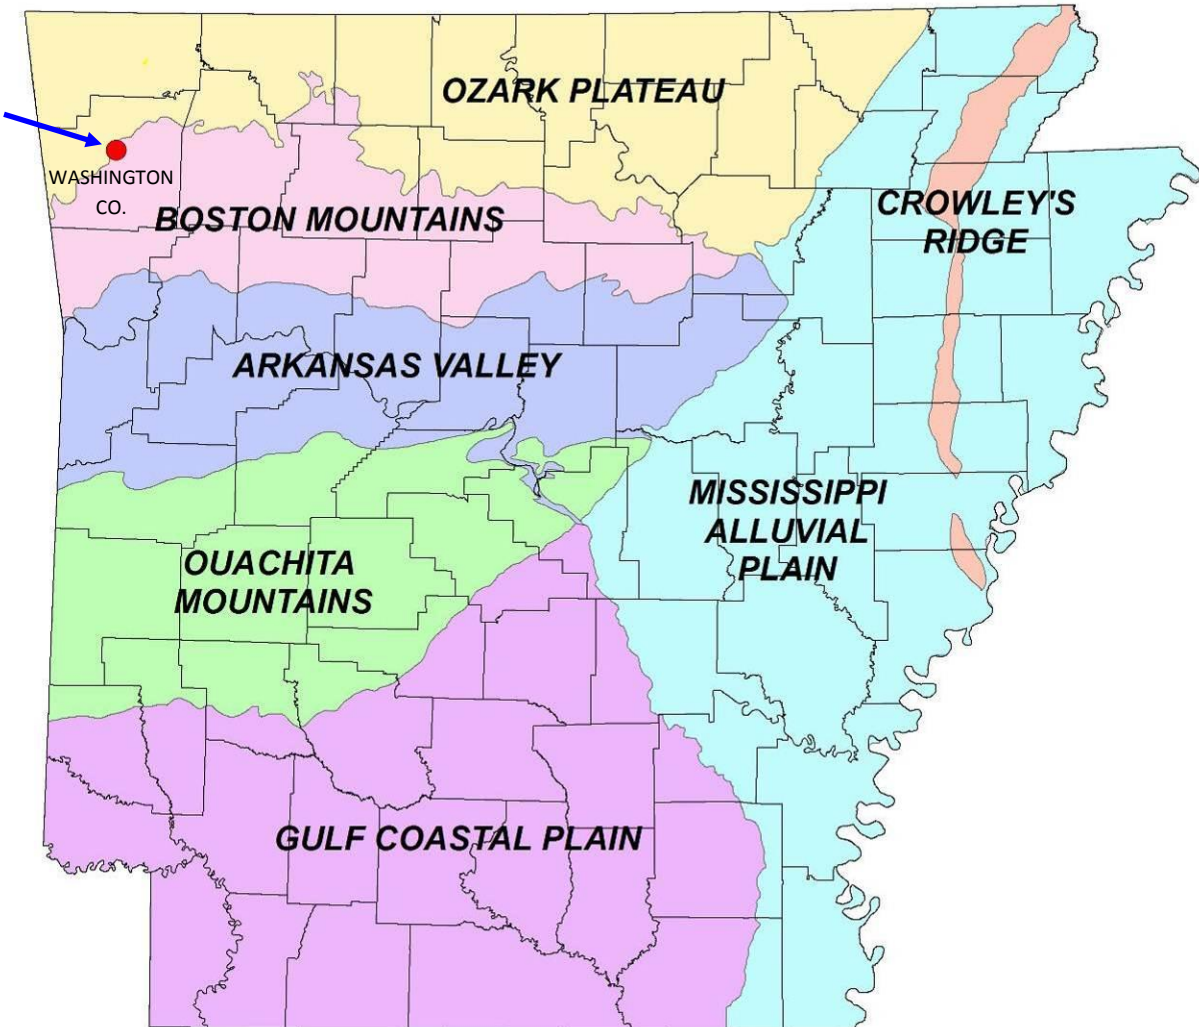 OZARK PLATEAU
WASHINGTON
CO.
BOSTON MOUNTAINS
CROWLEY'S
RIDGE
ARKANSAS VALLEY
MISSISSIPPI
ALLUVIAL
PLAIN
OUACHITA
MOUNTAINS
GULF COASTAL PLAIN